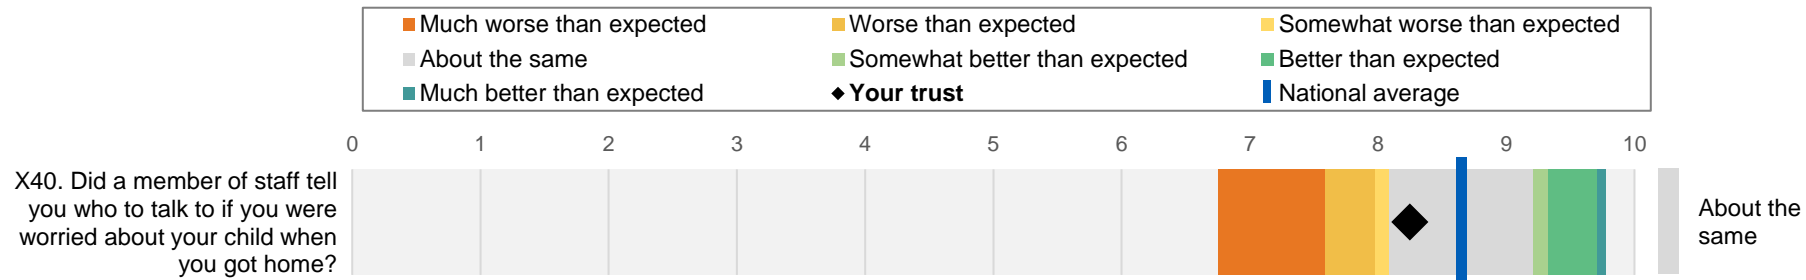 Much worse than expected
Worse than expected
Somewhat worse than expected
About the same
Somewhat better than expected
Better than expected
Much better than expected
Your trust
National average
0 1 2 3 4 5 6 7 8 9 10
X40. Did a member of staff tell
you who to talk to if you were
worried about your child when
you got home?
About the
same